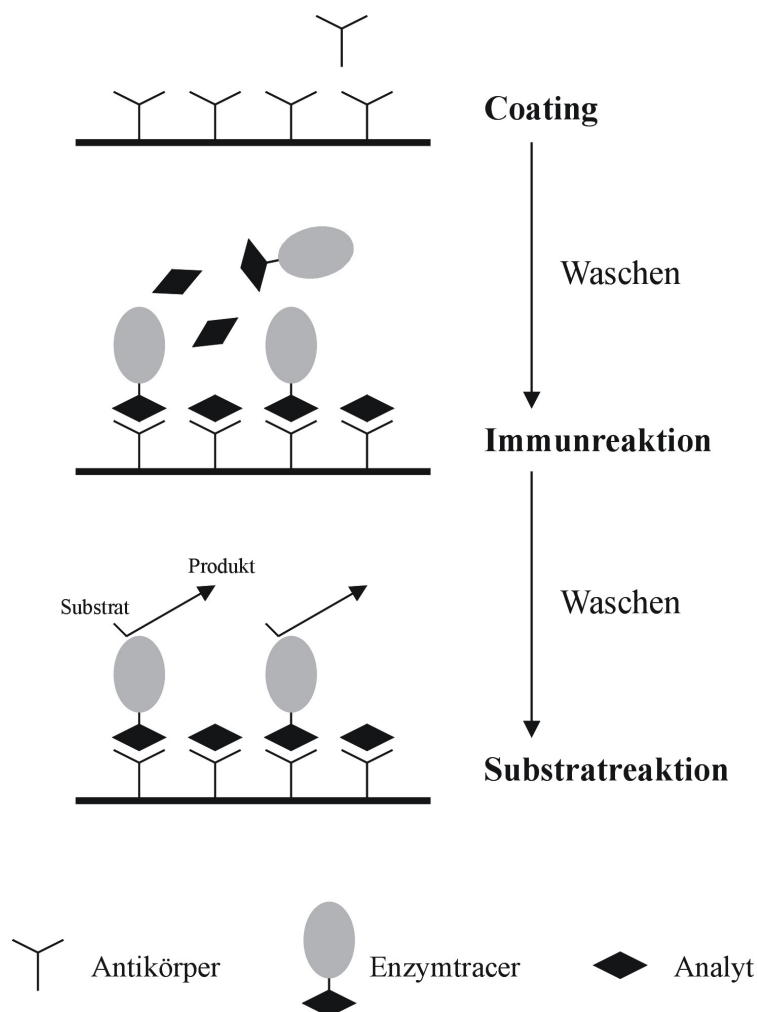 Coating
Waschen
Immunreaktion
Produkt
Substrat
Waschen
Substratreaktion
Antikörper
Enzymtracer
Analyt